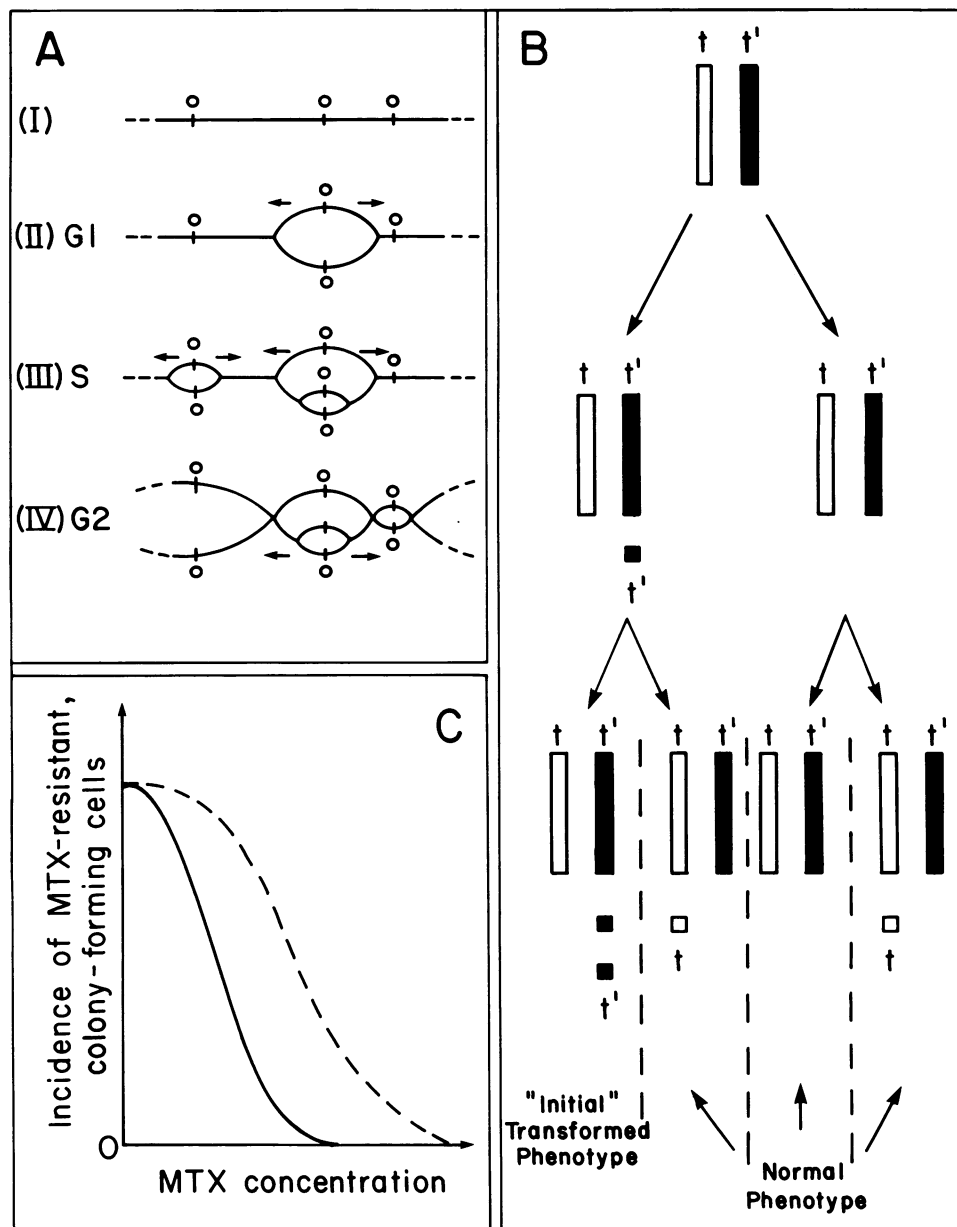 A
(I)
o o o
(II) G1
o
o o
o
(III) S
o o
o o
o o
(IV) G2
o o
o
o o
o
B
t t'
t t' t t'
t'
t t' t t' t t' t t'
t t
t'
"Initial"
Transformed
Phenotype
Normal
Phenotype
C
Incidence of MTX-resistant,
colony-forming cells
O
MTX concentration